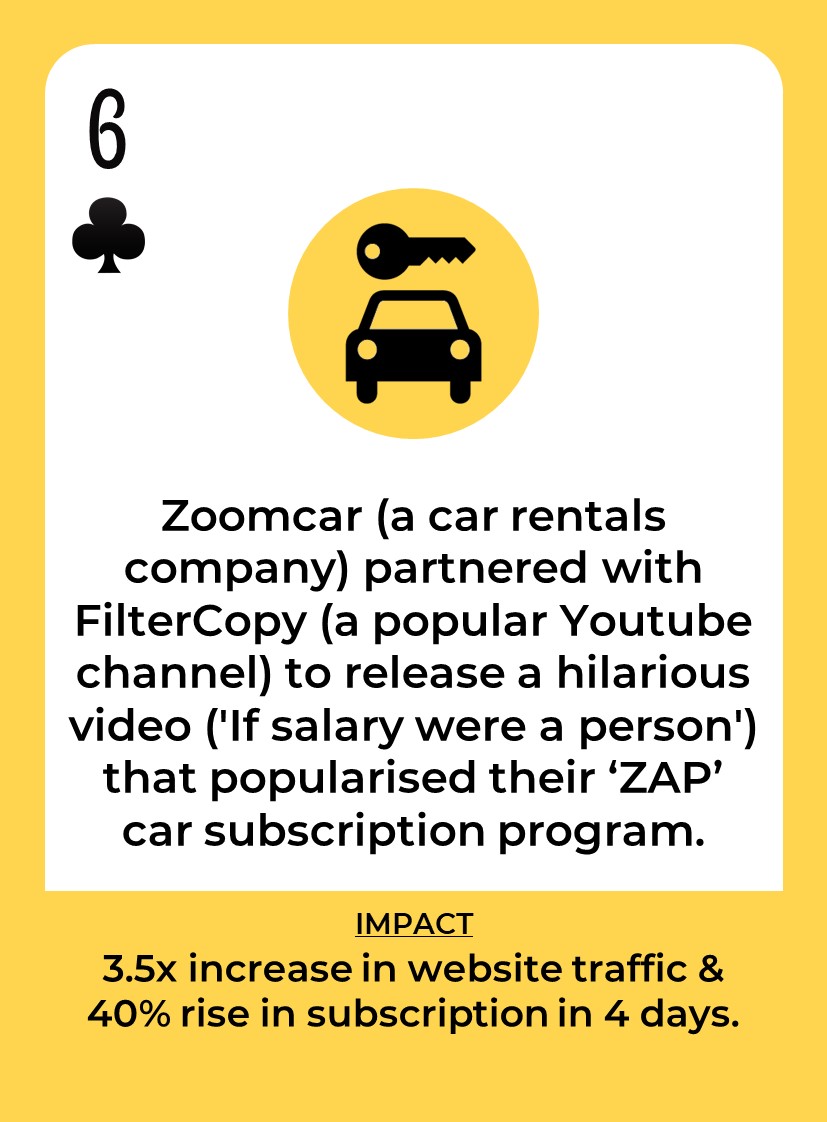 6
Zoomcar (a car rentals
company) partnered with
FilterCopy (a popular Youtube
channel) to release a hilarious
video ('If salary were a person')
that popularised their ‘ZAP’
car subscription program.
IMPACT
3.5x increase in website traffic &
40% rise in subscription in 4 days.